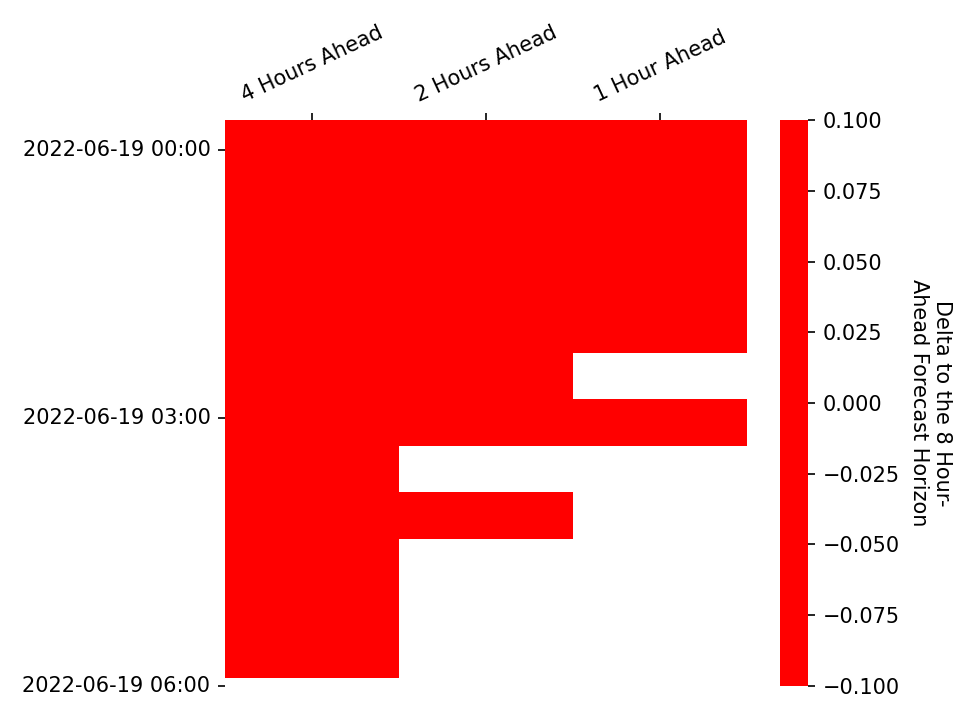 4 Hours Ahead
2 Hours Ahead
1 Hour Ahead
2022-06-19 00:00
2022-06-19 03:00
2022-06-19 06:00
0.100
0.075
0.050
0.025
0.000
−0.025
−0.050
−0.075
−0.100
Delta to the 8 Hour-
Ahead Forecast Horizon